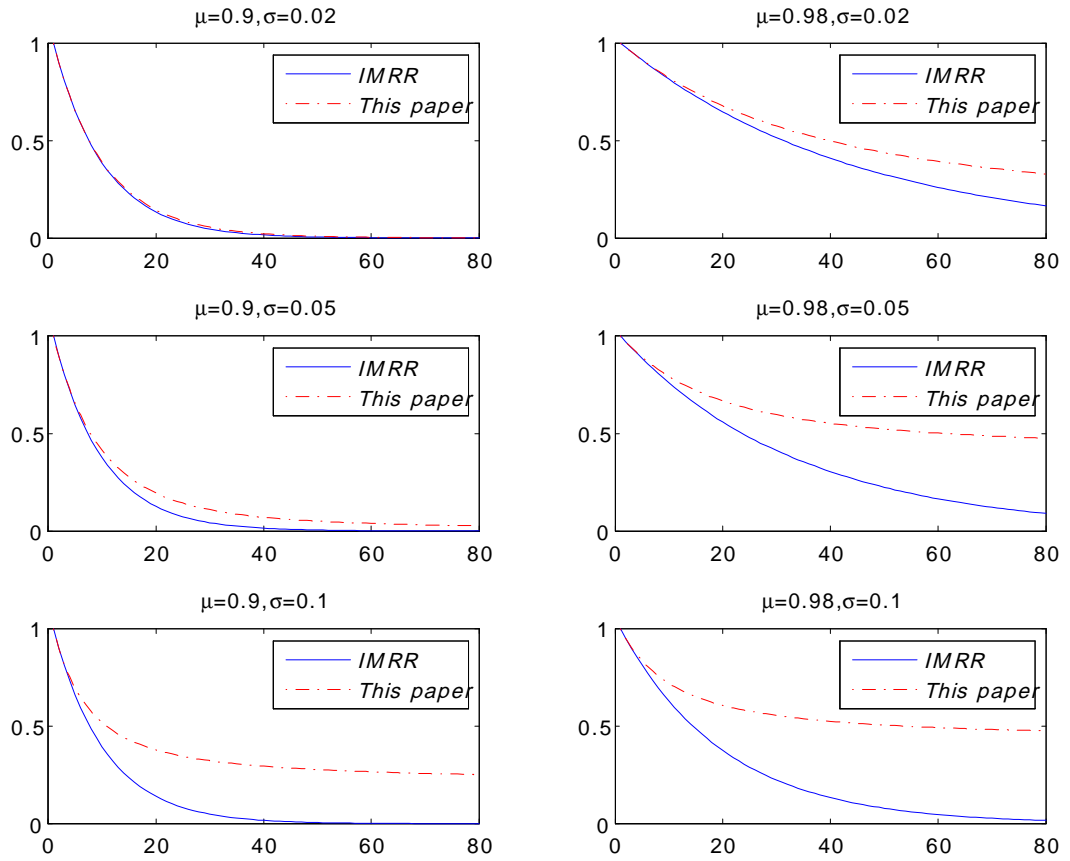 μ=0.9,σ=0.02
1
0.5
0
0 20 40 60 80
IMRR
This paper
μ=0.98,σ=0.02
1
0.5
0
0 20 40 60 80
IMRR
This paper
μ=0.9,σ=0.05
1
0.5
0
0 20 40 60 80
IMRR
This paper
μ=0.98,σ=0.05
1
0.5
0
0 20 40 60 80
IMRR
This paper
μ=0.9,σ=0.1
1
0.5
0
0 20 40 60 80
IMRR
This paper
μ=0.98,σ=0.1
1
0.5
0
0 20 40 60 80
IMRR
This paper